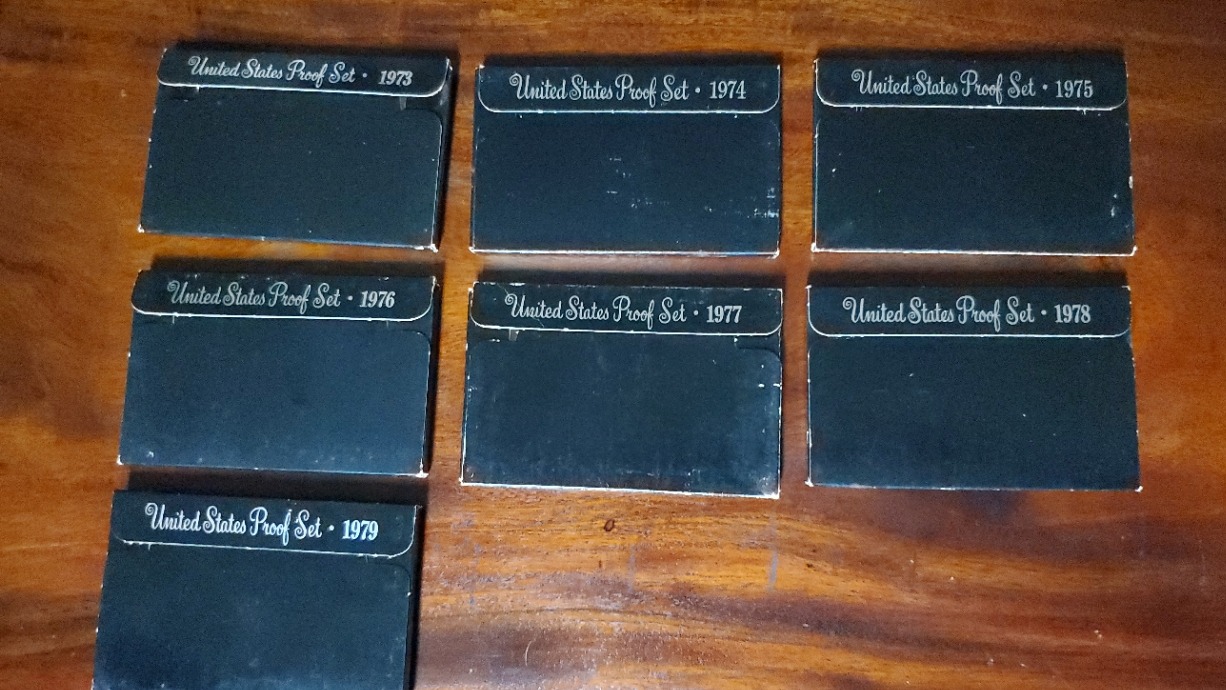 United States Proof Set · 1973
United States Proof Set · 1974
United States Proof Set · 1975
United States Proof Set · 1976
United States Proof Set · 1977
United States Proof Set · 1978
United States Proof Set · 1979